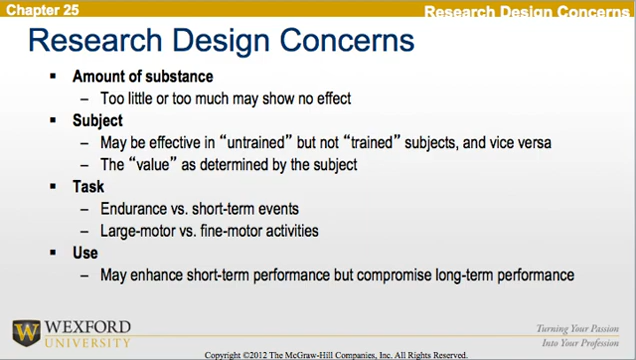 Chapter 25
Research Design Concerns
Research Design Concerns
▪ Amount of substance
– Too little or too much may show no effect
▪ Subject
– May be effective in “untrained” but not “trained” subjects, and vice versa
– The “value” as determined by the subject
▪ Task
– Endurance vs. short-term events
– Large-motor vs. fine-motor activities
▪ Use
– May enhance short-term performance but compromise long-term performance
W
WEXFORD
UNIVERSITY
Turning Your Passion
Into Your Profession
Copyright ©2012 The McGraw-Hill Companies, Inc. All Rights Reserved.